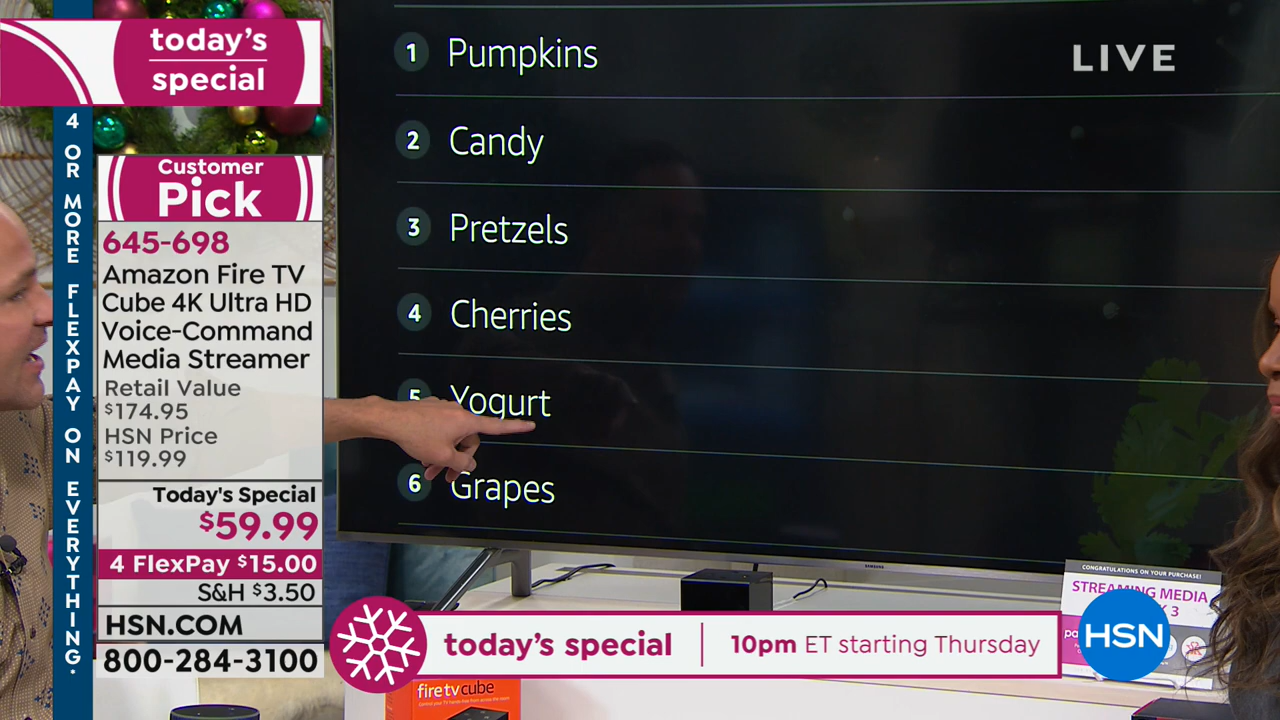 today's
special
4 OR MORE FLEXPAY ON EVERYTHING.
Customer
Pick
645-698
Amazon Fire TV
Cube 4K Ultra HD
Voice-Command
Media Streamer
Retail Value
$174.95
HSN Price
$119.99
Today's Special
$59.99
4 FlexPay $15.00
S&H $3.50
HSN.COM
800-284-3100
LIVE
1 Pumpkins
2 Candy
3 Pretzels
4 Cherries
5 Yogurt
6 Grapes
SAMSUNG
CONGRATULATIONS ON YOUR PURCHASE!
STREAMING MEDIA
3
today's special
10pm ET starting Thursday
HSN
fire tv cube